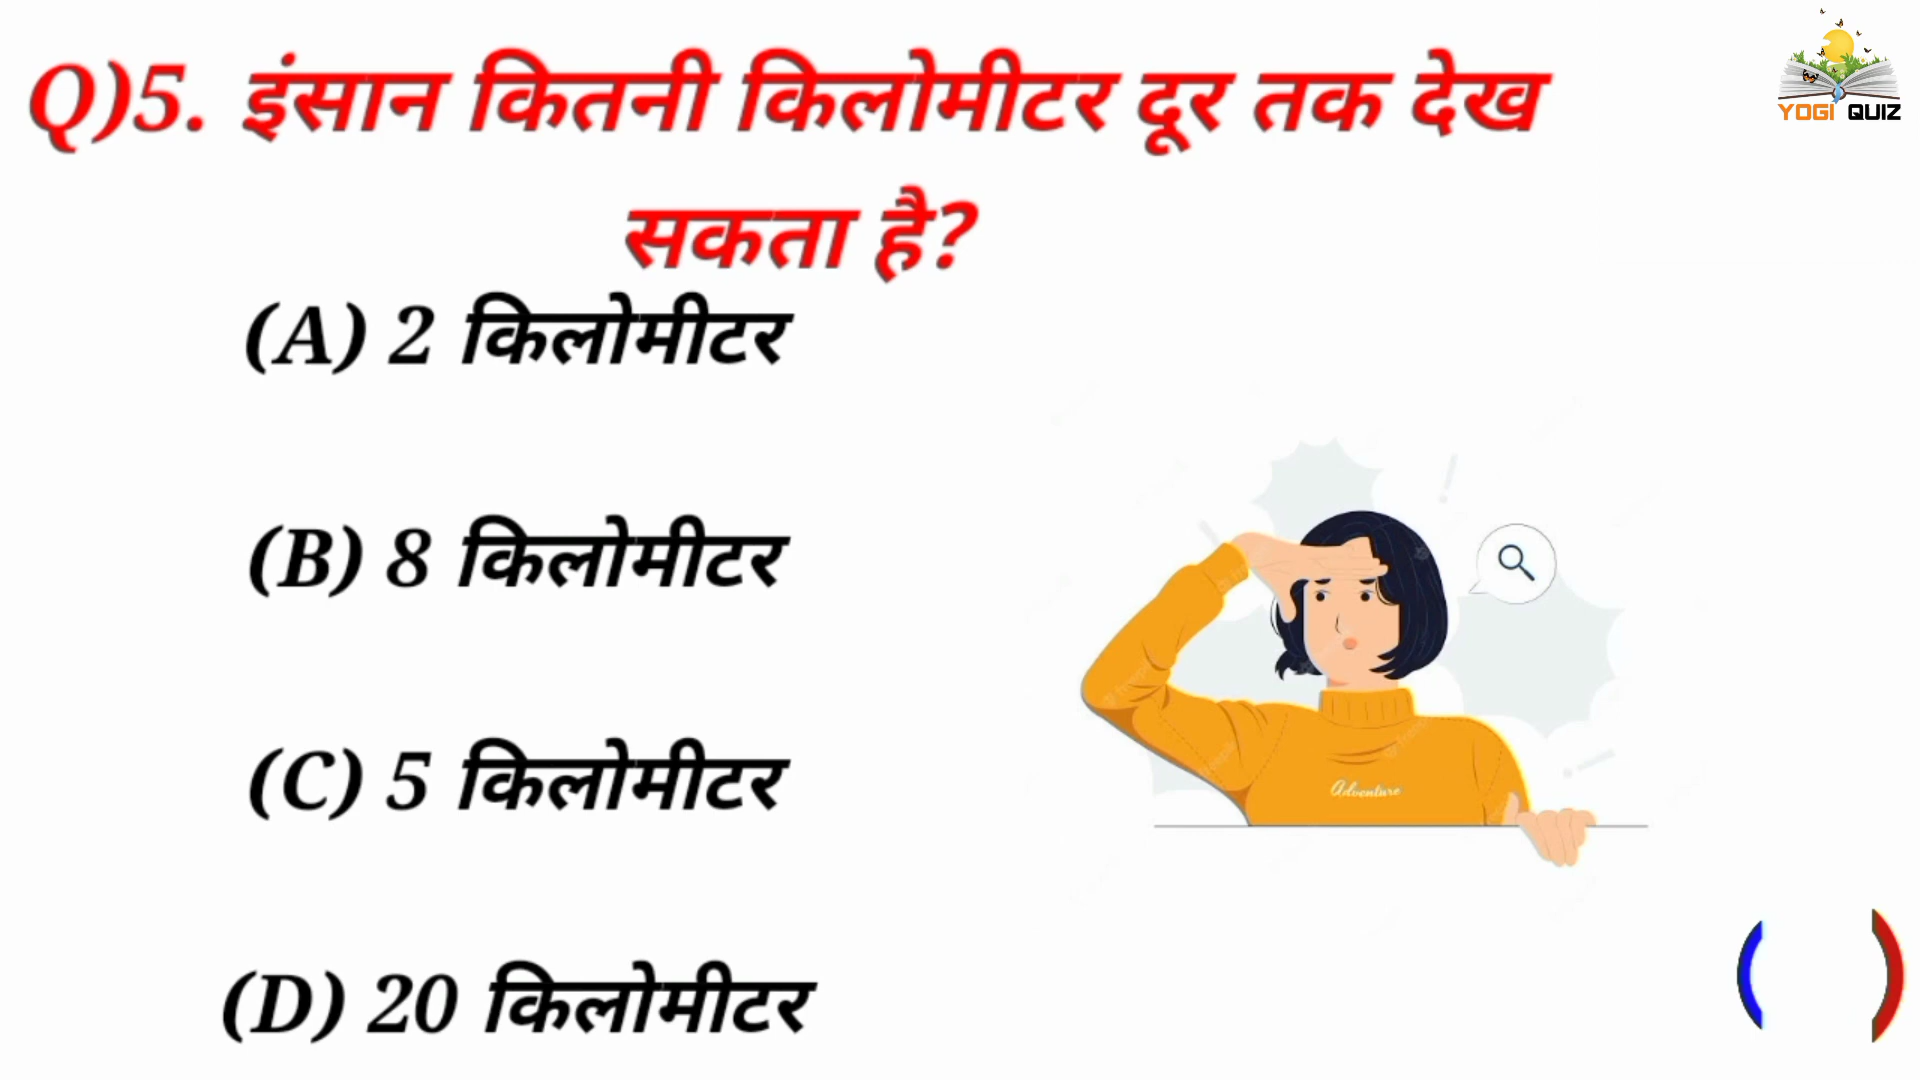 Q)5. इंसान कितनी किलोमीटर दूर तक देख
सकता है?
(A) 2 किलोमीटर
(B) 8 किलोमीटर
(C) 5 किलोमीटर
(D) 20 किलोमीटर
Adventure
YOGI QUIZ